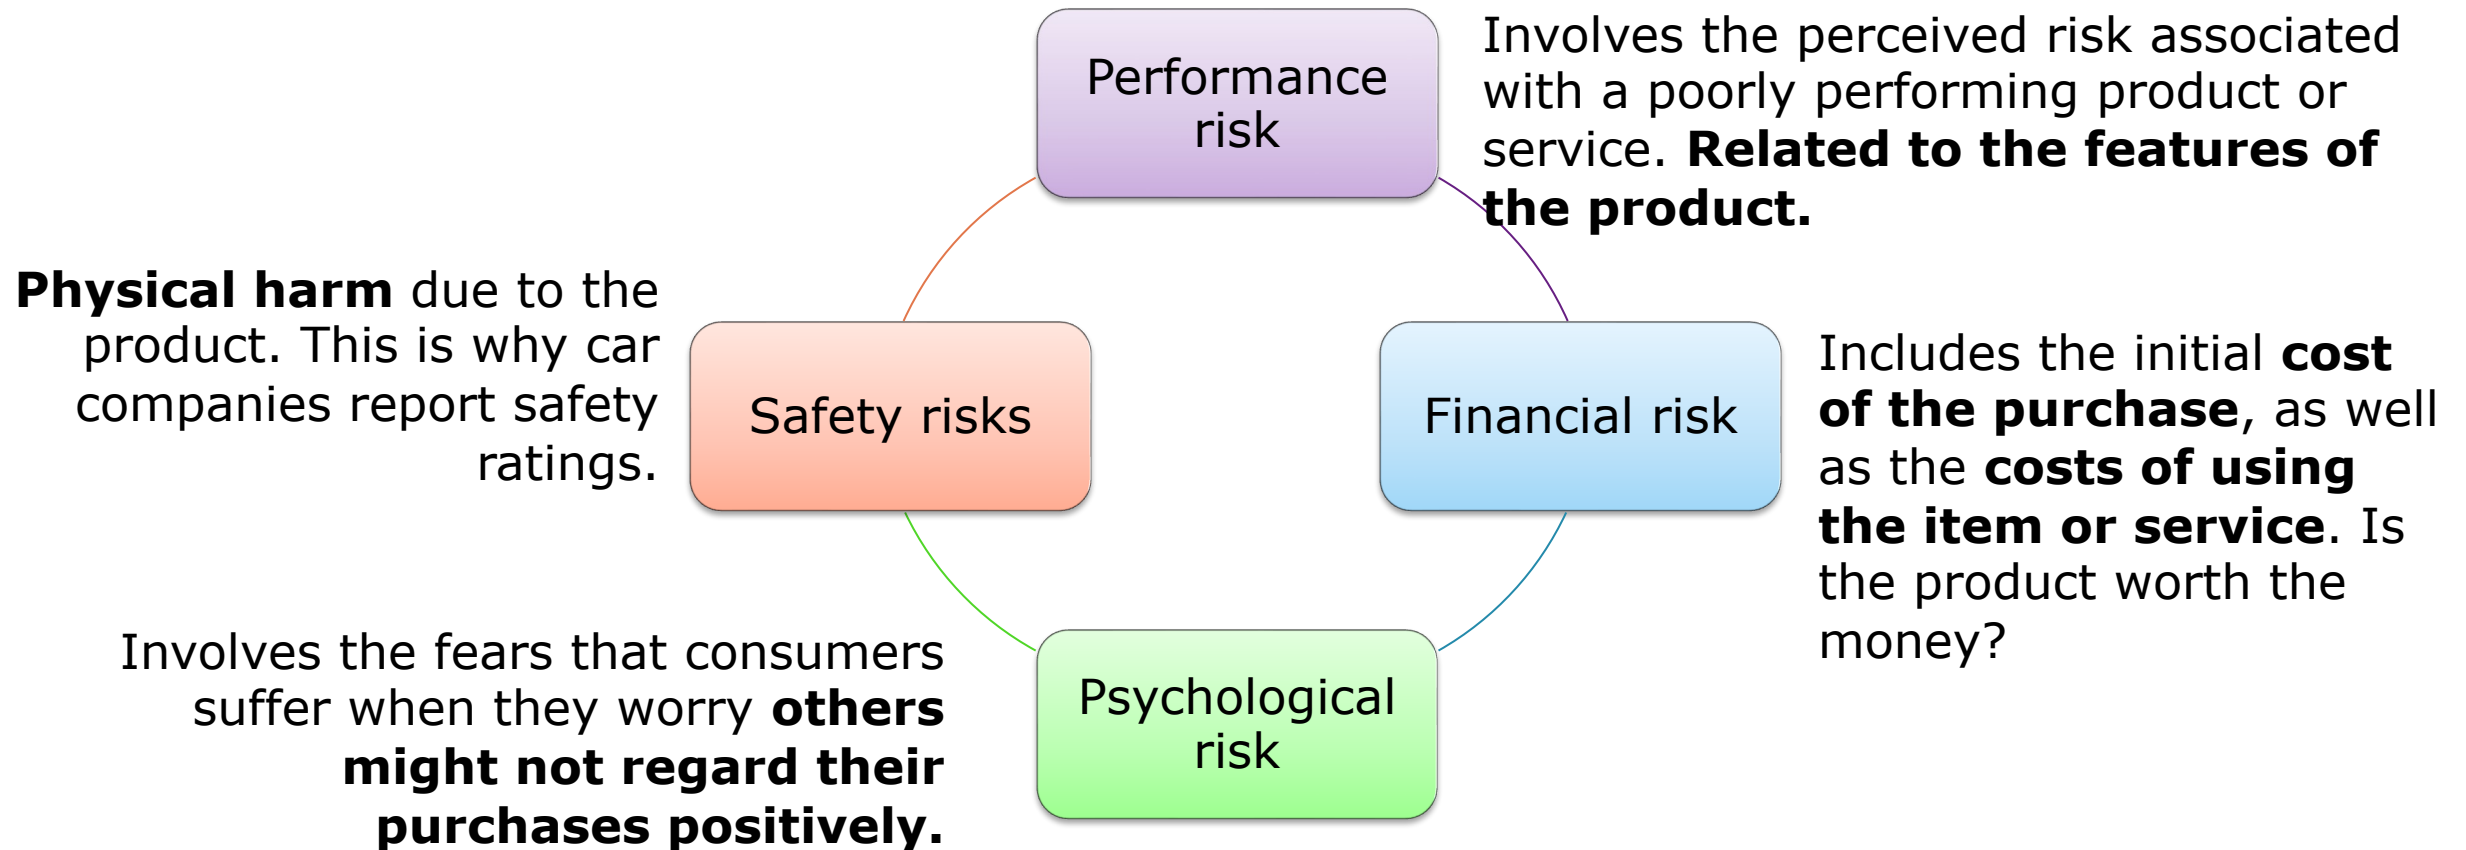 Performance
risk
Involves the perceived risk associated
with a poorly performing product or
service. Related to the features of
the product.
Physical harm due to the
product. This is why car
companies report safety
ratings.
Safety risks
Financial risk
Includes the initial cost
of the purchase, as well
as the costs of using
the item or service. Is
the product worth the
money?
Involves the fears that consumers
suffer when they worry others
might not regard their
purchases positively.
Psychological
risk